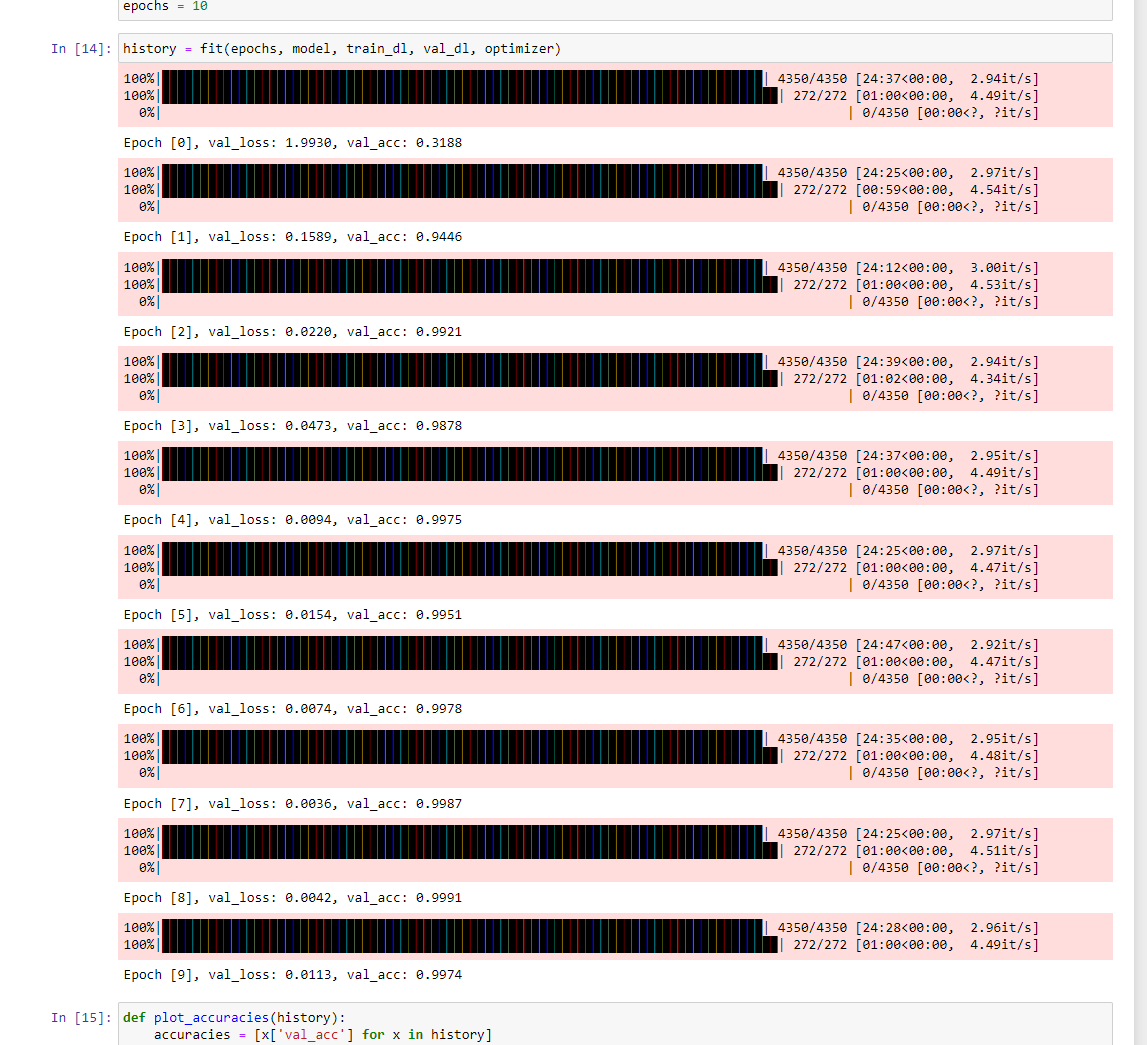 epochs = 10
In [14]: history = fit(epochs, model, train_dl, val_dl, optimizer)
100%| | 4350/4350 [24:37<00:00, 2.94it/s]
100%| | 272/272 [01:00<00:00, 4.49it/s]
0%| | 0/4350 [00:00<?, ?it/s]
Epoch [0], val_loss: 1.9930, val_acc: 0.3188
100%| | 4350/4350 [24:25<00:00, 2.97it/s]
100%| | 272/272 [00:59<00:00, 4.54it/s]
0%| | 0/4350 [00:00<?, ?it/s]
Epoch [1], val_loss: 0.1589, val_acc: 0.9446
100%| | 4350/4350 [24:12<00:00, 3.00it/s]
100%| | 272/272 [01:00<00:00, 4.53it/s]
0%| | 0/4350 [00:00<?, ?it/s]
Epoch [2], val_loss: 0.0220, val_acc: 0.9921
100%| | 4350/4350 [24:39<00:00, 2.94it/s]
100%| | 272/272 [01:02<00:00, 4.34it/s]
0%| | 0/4350 [00:00<?, ?it/s]
Epoch [3], val_loss: 0.0473, val_acc: 0.9878
100%| | 4350/4350 [24:37<00:00, 2.95it/s]
100%| | 272/272 [01:00<00:00, 4.49it/s]
0%| | 0/4350 [00:00<?, ?it/s]
Epoch [4], val_loss: 0.0094, val_acc: 0.9975
100%| | 4350/4350 [24:25<00:00, 2.97it/s]
100%| | 272/272 [01:00<00:00, 4.47it/s]
0%| | 0/4350 [00:00<?, ?it/s]
Epoch [5], val_loss: 0.0154, val_acc: 0.9951
100%| | 4350/4350 [24:47<00:00, 2.92it/s]
100%| | 272/272 [01:00<00:00, 4.47it/s]
0%| | 0/4350 [00:00<?, ?it/s]
Epoch [6], val_loss: 0.0074, val_acc: 0.9978
100%| | 4350/4350 [24:35<00:00, 2.95it/s]
100%| | 272/272 [01:00<00:00, 4.48it/s]
0%| | 0/4350 [00:00<?, ?it/s]
Epoch [7], val_loss: 0.0036, val_acc: 0.9987
100%| | 4350/4350 [24:25<00:00, 2.97it/s]
100%| | 272/272 [01:00<00:00, 4.51it/s]
0%| | 0/4350 [00:00<?, ?it/s]
Epoch [8], val_loss: 0.0042, val_acc: 0.9991
100%| | 4350/4350 [24:28<00:00, 2.96it/s]
100%| | 272/272 [01:00<00:00, 4.49it/s]
Epoch [9], val_loss: 0.0113, val_acc: 0.9974
In [15]: def plot_accuracies(history):
accuracies = [x['val_acc'] for x in history]